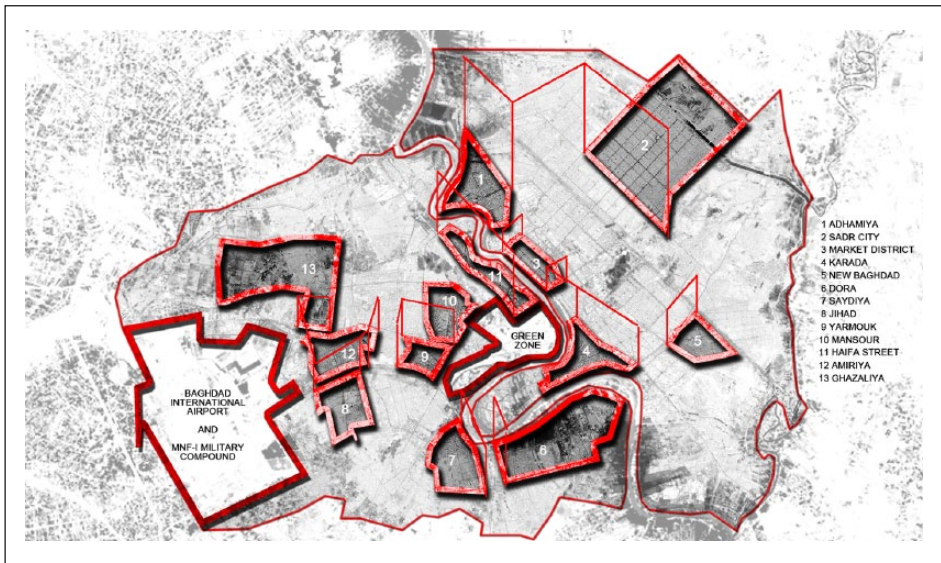 1
2
3
4
5
6
7
8
9
10
11
12
13
GREEN
ZONE
BAGHDAD
INTERNATIONAL
AIRPORT
AND
MNF-I MILITARY
COMPOUND
1 ADHAMIYA
2 SADR CITY
3 MARKET DISTRICT
4 KARADA
5 NEW BAGHDAD
6 DORA
7 SAYDIYA
8 JIHAD
9 YARMOUK
10 MANSOUR
11 HAIFA STREET
12 AMIRIYA
13 GHAZALIYA